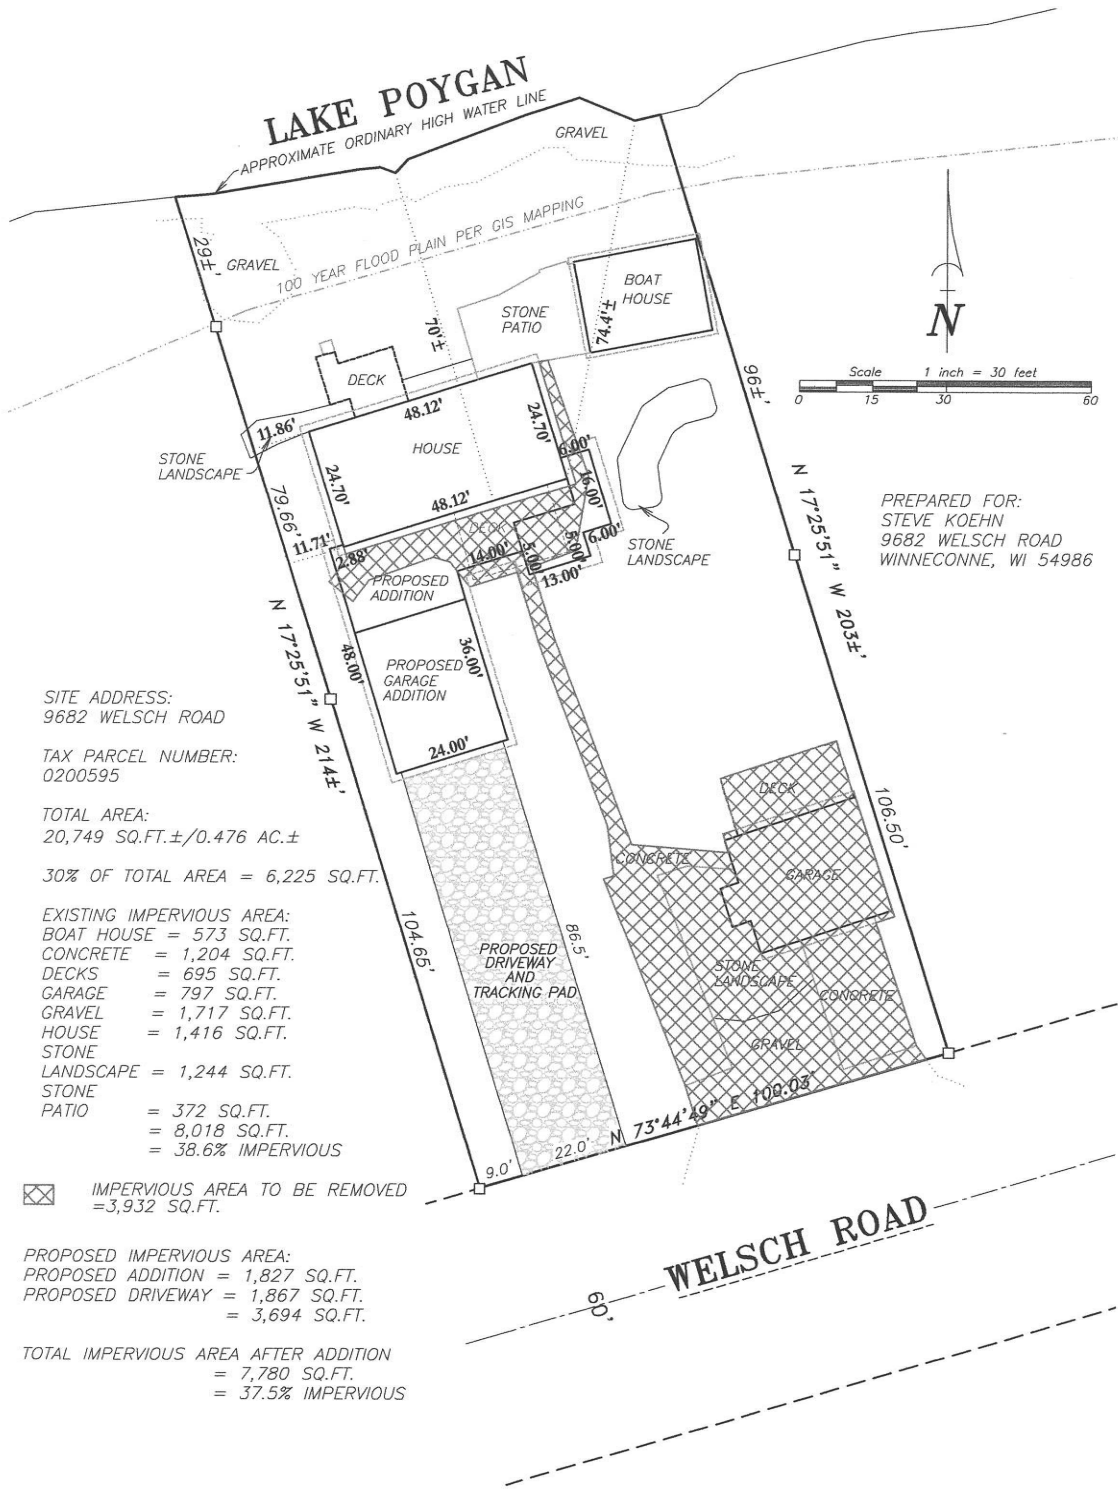 LAKE POYGAN
APPROXIMATE ORDINARY HIGH WATER LINE
GRAVEL
29±'
GRAVEL
100 YEAR FLOOD PLAIN PER GIS MAPPING
BOAT
HOUSE
STONE
PATIO
70'±
74.4'±
N
Scale 1 inch = 30 feet
0 15 30 60
DECK
96±'
11.86'
48.12'
24.70'
HOUSE
6.00'
STONE
LANDSCAPE
24.70'
48.12'
16.00'
79.66'
N 17°25'51" W 203±'
PREPARED FOR:
STEVE KOEHN
9682 WELSCH ROAD
WINNECONNE, WI 54986
DECK
11.71'
2.88'
14.00'
5.00'
5.00'
6.00'
13.00'
STONE
LANDSCAPE
PROPOSED
ADDITION
N 17°25'51" W 214±'
48.00'
36.00'
PROPOSED
GARAGE
ADDITION
24.00'
SITE ADDRESS:
9682 WELSCH ROAD
TAX PARCEL NUMBER:
0200595
TOTAL AREA:
20,749 SQ.FT.±/0.476 AC.±
30% OF TOTAL AREA = 6,225 SQ.FT.
EXISTING IMPERVIOUS AREA:
BOAT HOUSE = 573 SQ.FT.
CONCRETE = 1,204 SQ.FT.
DECKS = 695 SQ.FT.
GARAGE = 797 SQ.FT.
GRAVEL = 1,717 SQ.FT.
HOUSE = 1,416 SQ.FT.
STONE
LANDSCAPE = 1,244 SQ.FT.
STONE
PATIO = 372 SQ.FT.
= 8,018 SQ.FT.
= 38.6% IMPERVIOUS
IMPERVIOUS AREA TO BE REMOVED
=3,932 SQ.FT.
PROPOSED IMPERVIOUS AREA:
PROPOSED ADDITION = 1,827 SQ.FT.
PROPOSED DRIVEWAY = 1,867 SQ.FT.
= 3,694 SQ.FT.
TOTAL IMPERVIOUS AREA AFTER ADDITION
= 7,780 SQ.FT.
= 37.5% IMPERVIOUS
DECK
106.50'
CONCRETE
GARAGE
104.65'
86.5'
PROPOSED
DRIVEWAY
AND
TRACKING PAD
STONE
LANDSCAPE
CONCRETE
GRAVEL
N 73°44'49" E 100.03'
9.0'
22.0'
WELSCH ROAD
60'